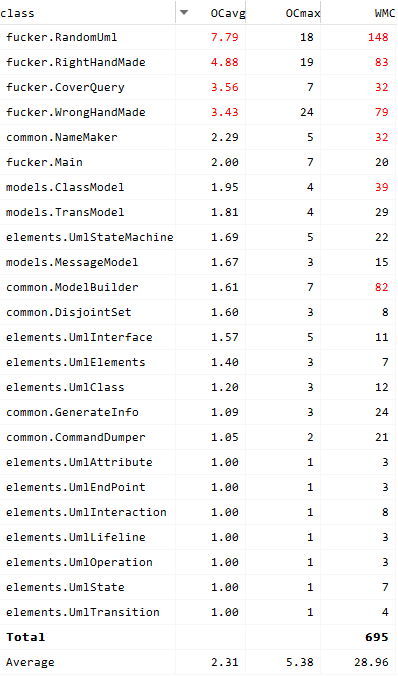 class OCavg OCmax WMC
fucker.RandomUml 7.79 18 148
fucker.RightHandMade 4.88 19 83
fucker.CoverQuery 3.56 7 32
fucker.WrongHandMade 3.43 24 79
common.NameMaker 2.29 5 32
fucker.Main 2.00 7 20
models.ClassModel 1.95 4 39
models.TransModel 1.81 4 29
elements.UmlStateMachine 1.69 5 22
models.MessageModel 1.67 3 15
common.ModelBuilder 1.61 7 82
common.DisjointSet 1.60 3 8
elements.UmlInterface 1.57 5 11
elements.UmlElements 1.40 3 7
elements.UmlClass 1.20 3 12
common.GenerateInfo 1.09 3 24
common.CommandDumper 1.05 2 21
elements.UmlAttribute 1.00 1 3
elements.UmlEndPoint 1.00 1 3
elements.UmlInteraction 1.00 1 8
elements.UmlLifeline 1.00 1 3
elements.UmlOperation 1.00 1 3
elements.UmlState 1.00 1 7
elements.UmlTransition 1.00 1 4
Total 695
Average 2.31 5.38 28.96